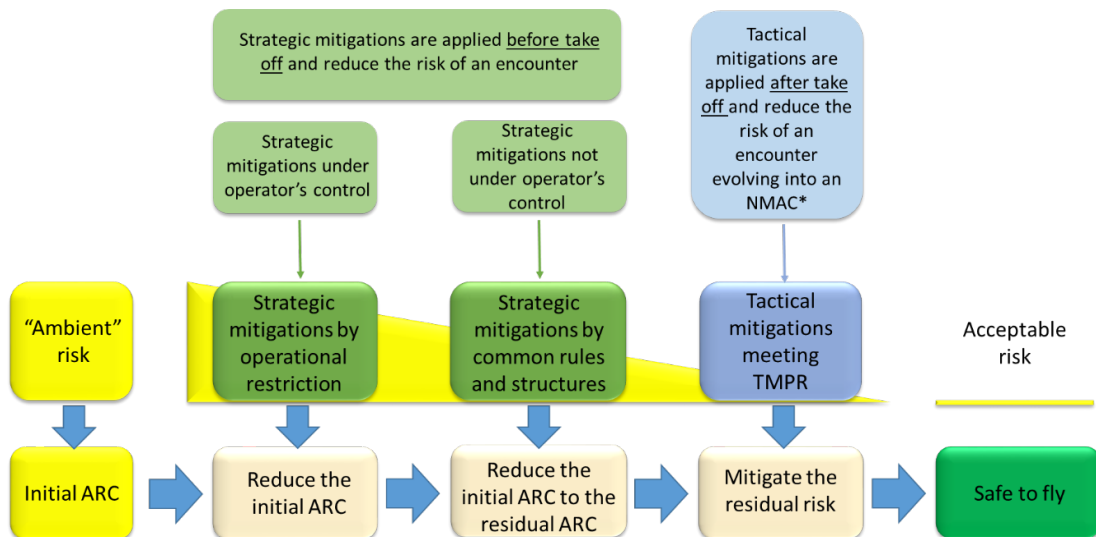 Strategic mitigations are applied before take
off and reduce the risk of an encounter
Tactical
mitigations are
applied after take
off and reduce the
risk of an
encounter
evolving into an
NMAC*
Strategic
mitigations under
operator’s control
Strategic
mitigations not
under operator’s
control
“Ambient”
risk
Strategic
mitigations by
operational
restriction
Strategic
mitigations by
common rules
and structures
Tactical
mitigations
meeting
TMPR
Acceptable
risk
Initial ARC
Reduce the
initial ARC
Reduce the
initial ARC to the
residual ARC
Mitigate the
residual risk
Safe to fly